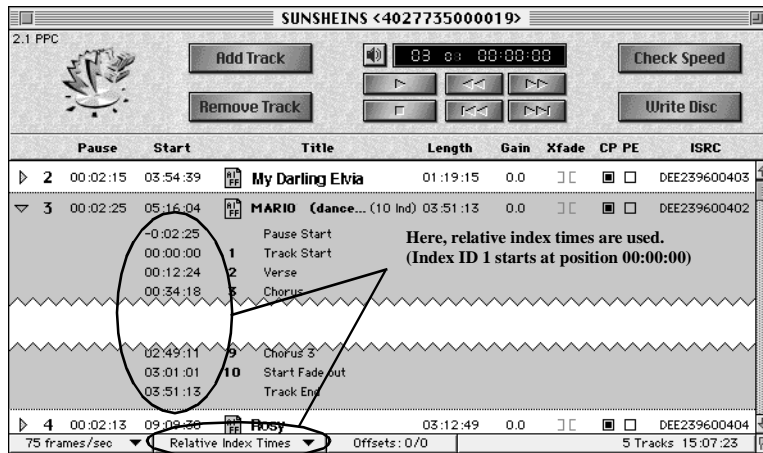 SUNSHEINS <4027735000019>
2.1 PPC
Add Track
03 03 00:00:00
Check Speed
Remove Track
Write Disc
Pause Start Title Length Gain Xfade CP PE ISRC
2 00:02:15 03:54:39 My Darling Elvia 01:19:15 0.0 DEE239600403
3 00:02:25 05:16:04 MARIO (dance... (10 Ind) 03:51:13 0.0 DEE239600402
-0:02:25 Pause Start
00:00:00 1 Track Start
00:12:24 2 Verse
00:34:18 3 Chorus
Here, relative index times are used.
(Index ID 1 starts at position 00:00:00)
02:49:11 9 Chorus 3
03:01:01 10 Start Fade out
03:51:13 Track End
4 00:02:13 09:09:38 Rosy 03:12:49 0.0 DEE239600404
75 frames/sec Relative Index Times Offsets: 0/0 5 Tracks 15:07:23